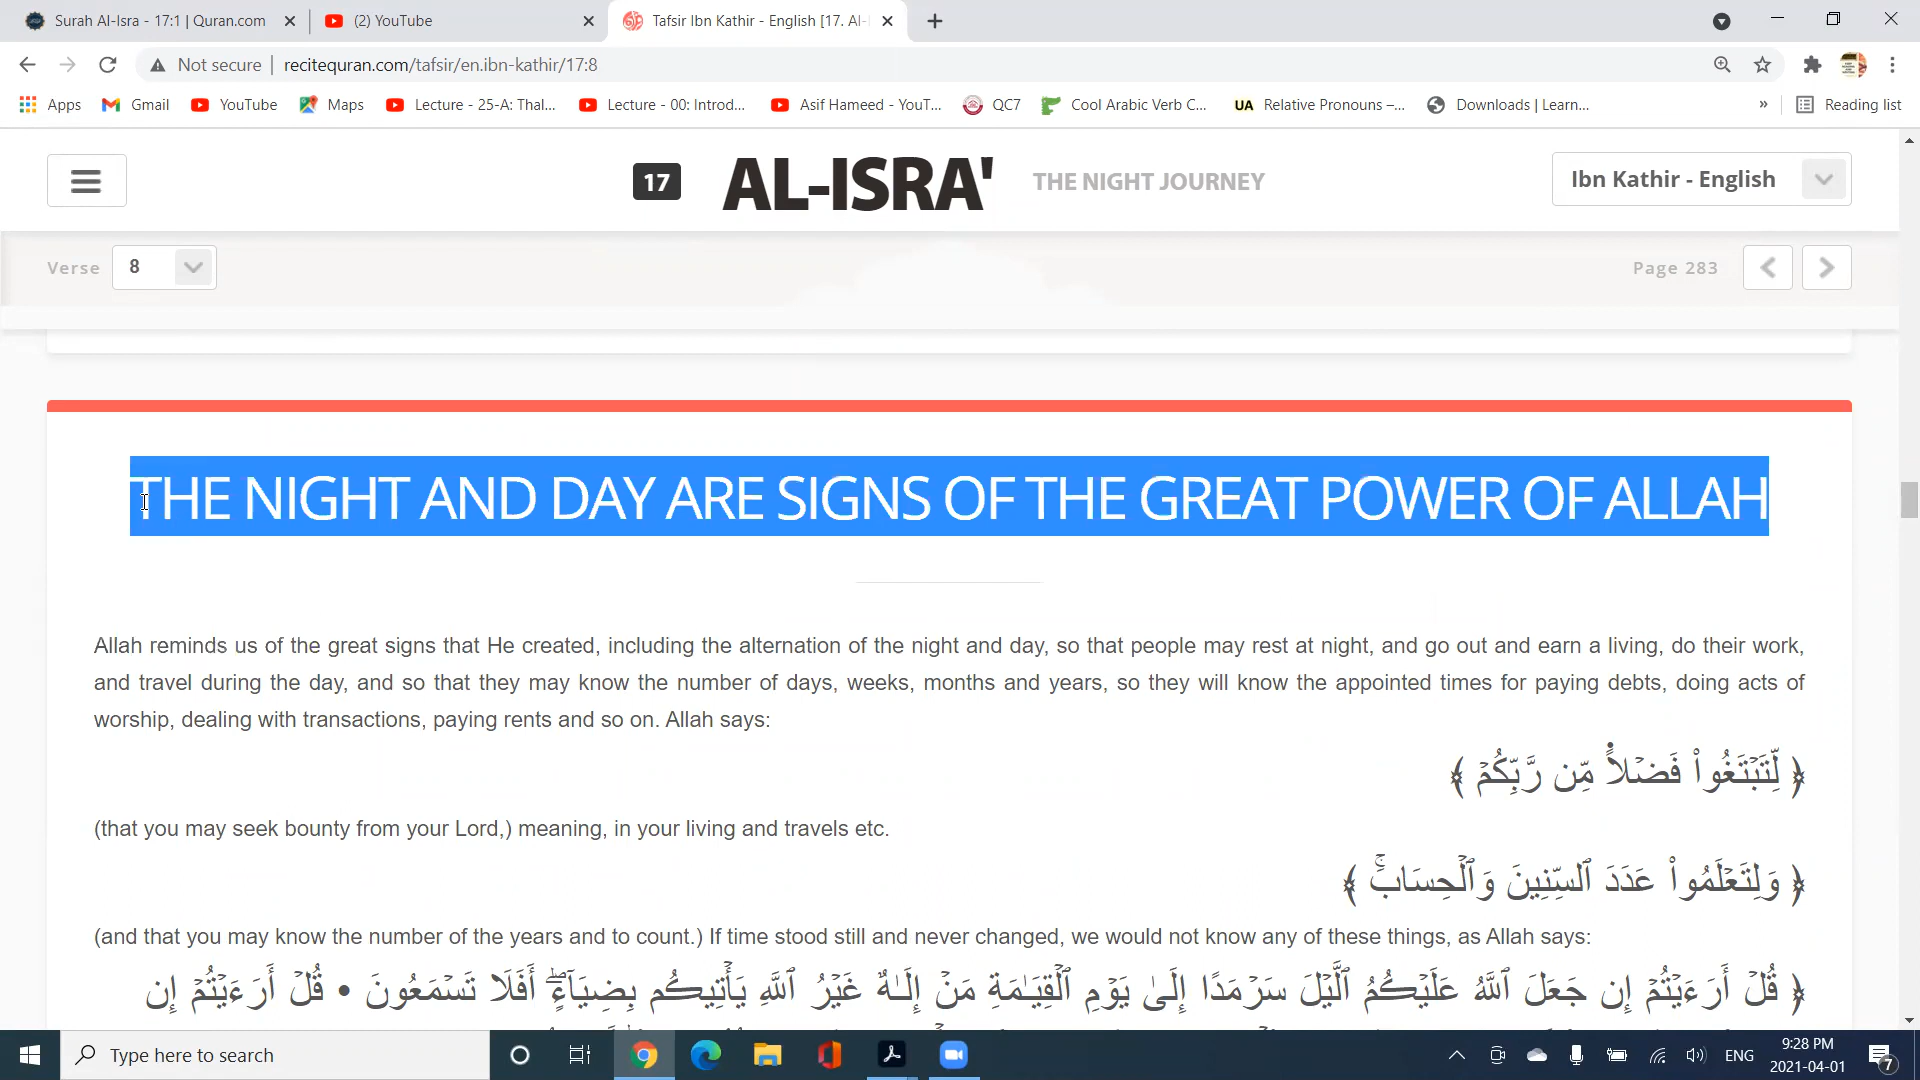 Surah Al-Isra - 17:1 | Quran.com
(2) YouTube
Tafsir Ibn Kathir - English [17. Al-I
Not secure
recitequran.com/tafsir/en.ibn-kathir/17:8
Apps
Gmail
YouTube
Maps
Lecture - 25-A: Thal...
Lecture - 00: Introd...
Asif Hameed - YouT...
QC7
Cool Arabic Verb C...
UA Relative Pronouns –...
Downloads | Learn...
»
Reading list
17
AL-ISRA'
THE NIGHT JOURNEY
Ibn Kathir - English
Verse
8
Page 283
THE NIGHT AND DAY ARE SIGNS OF THE GREAT POWER OF ALLAH
Allah reminds us of the great signs that He created, including the alternation of the night and day, so that people may rest at night, and go out and earn a living, do their work,
and travel during the day, and so that they may know the number of days, weeks, months and years, so they will know the appointed times for paying debts, doing acts of
worship, dealing with transactions, paying rents and so on. Allah says:
﴿ لِّتَبْتَغُوا۟ فَضْلًا مِّن رَّبِّكُمْ ﴾
(that you may seek bounty from your Lord,) meaning, in your living and travels etc.
﴿ وَلِتَعْلَمُوا۟ عَدَدَ ٱلسِّنِينَ وَٱلْحِسَابَۚ ﴾
(and that you may know the number of the years and to count.) If time stood still and never changed, we would not know any of these things, as Allah says:
﴿ قُلْ أَرَءَيْتُمْ إِن جَعَلَ ٱللَّهُ عَلَيْكُمُ ٱلَّيْلَ سَرْمَدًا إِلَىٰ يَوْمِ ٱلْقِيَـٰمَةِ مَنْ إِلَـٰهٌ غَيْرُ ٱللَّهِ يَأْتِيكُم بِضِيَآءٍۖ أَفَلَا تَسْمَعُونَ • قُلْ أَرَءَيْتُمْ إِن
Type here to search
ENG
9:28 PM
2021-04-01
7